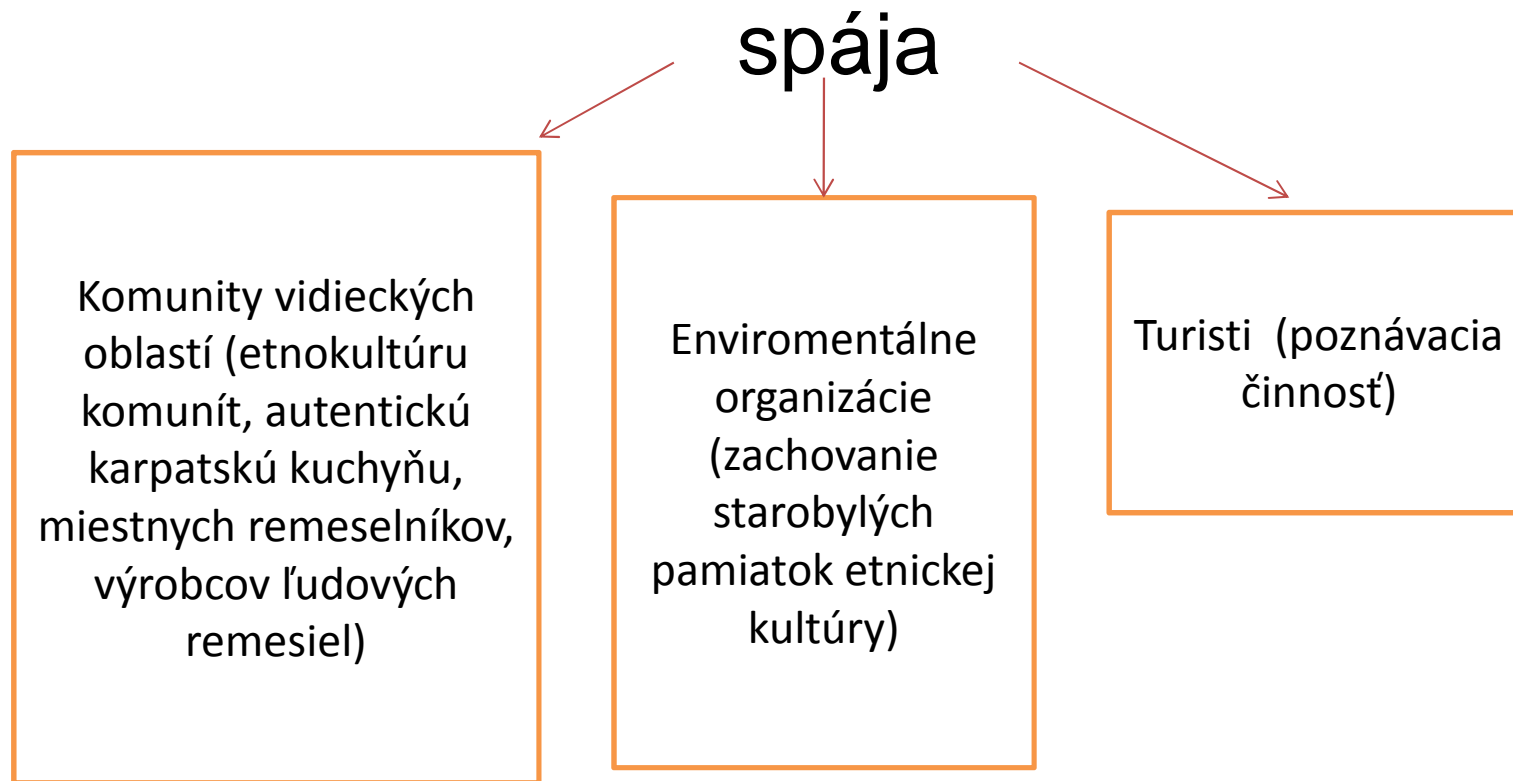 spája
Komunity vidieckých
oblastí (etnokultúru
komunít, autentickú
karpatskú kuchyňu,
miestnych remeselníkov,
výrobcov ľudových
remesiel)
Enviromentálne
organizácie
(zachovanie
starobylých
pamiatok etnickej
kultúry)
Turisti (poznávacia
činnosť)